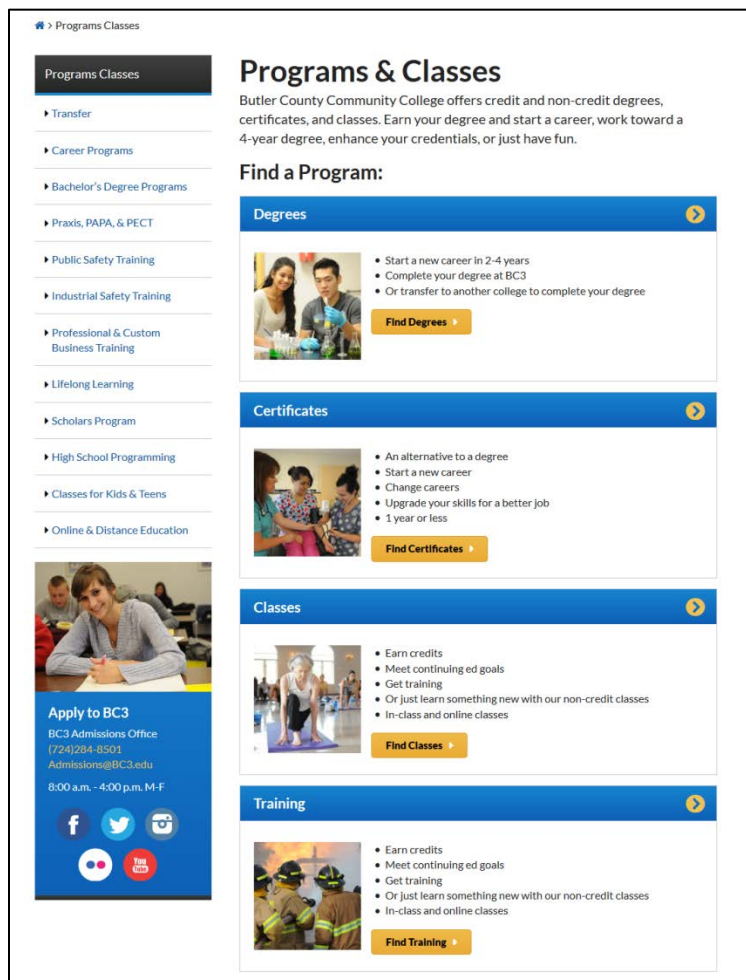 > Programs Classes
Programs Classes
Transfer
Career Programs
Bachelor's Degree Programs
Praxis, PAPA, & PECT
Public Safety Training
Industrial Safety Training
Professional & Custom
Business Training
Lifelong Learning
Scholars Program
High School Programming
Classes for Kids & Teens
Online & Distance Education
Apply to BC3
BC3 Admissions Office
(724)284-8501
Admissions@BC3.edu
8:00 a.m. - 4:00 p.m. M-F
f
You
Tube
Programs & Classes
Butler County Community College offers credit and non-credit degrees,
certificates, and classes. Earn your degree and start a career, work toward a
4-year degree, enhance your credentials, or just have fun.
Find a Program:
Degrees
• Start a new career in 2-4 years
• Complete your degree at BC3
• Or transfer to another college to complete your degree
Find Degrees
Certificates
• An alternative to a degree
• Start a new career
• Change careers
• Upgrade your skills for a better job
• 1 year or less
Find Certificates
Classes
• Earn credits
• Meet continuing ed goals
• Get training
• Or just learn something new with our non-credit classes
• In-class and online classes
Find Classes
Training
• Earn credits
• Meet continuing ed goals
• Get training
• Or just learn something new with our non-credit classes
• In-class and online classes
Find Training